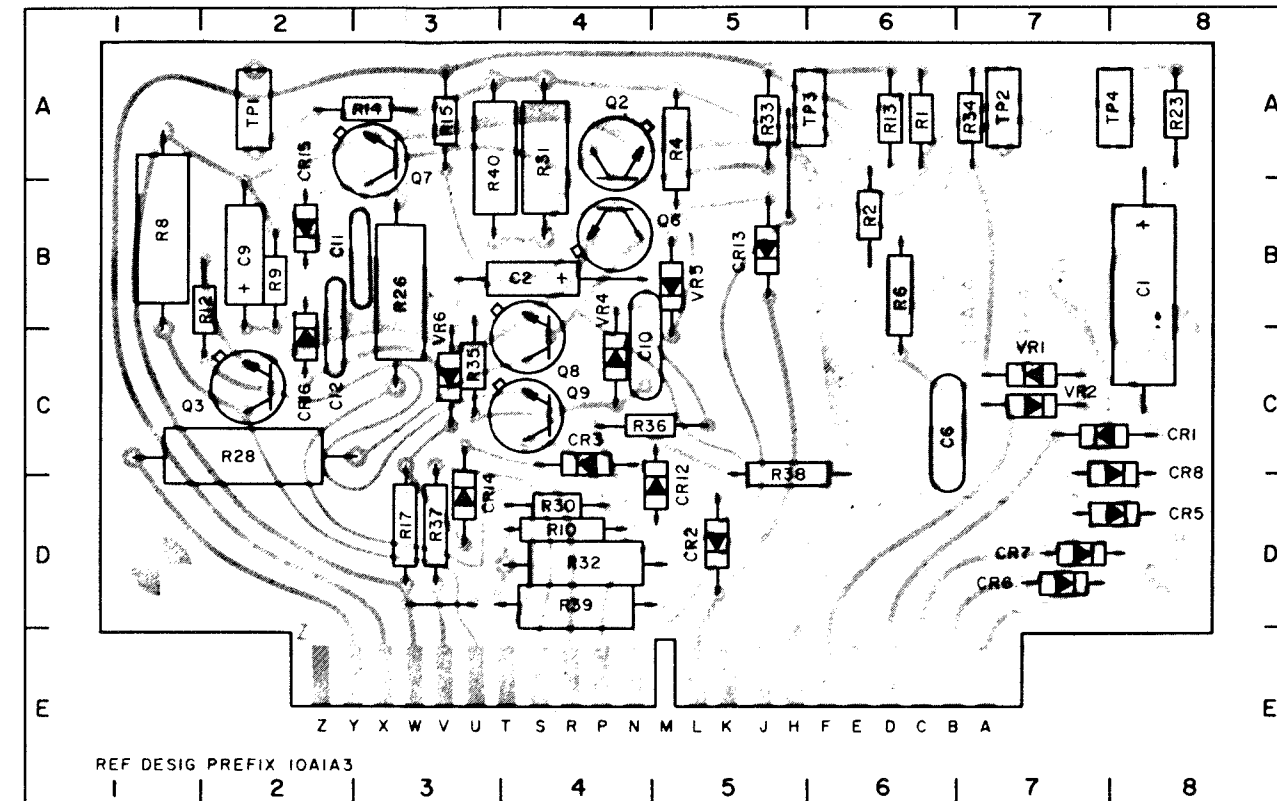 1 2 3 4 5 6 7 8
A A
TP1 R14 R15 Q2 R33 TP3 R13 R1 R34 TP2 TP4 R23
R40 R31 R4
CR15 Q7
R8 C9 R9 C11 Q6 R2
B B
R12 R26 C2 + VR5 CR13 R6 + C1
+
VR6 VR4 C10
R35 Q8 VR1
CR16 C12 Q9 VR2
C C
Q3 R36 C6
CR1
R28 CR3 R38 CR8
CR14 CR12
R17 R37 R30 CR5
R10 CR2
D D
R32 CR7
CR6
R39
Z
E E
Z Y X W V U T S R P N M L K J H F E D C B A
REF DESIG PREFIX 10A1A3
1 2 3 4 5 6 7 8